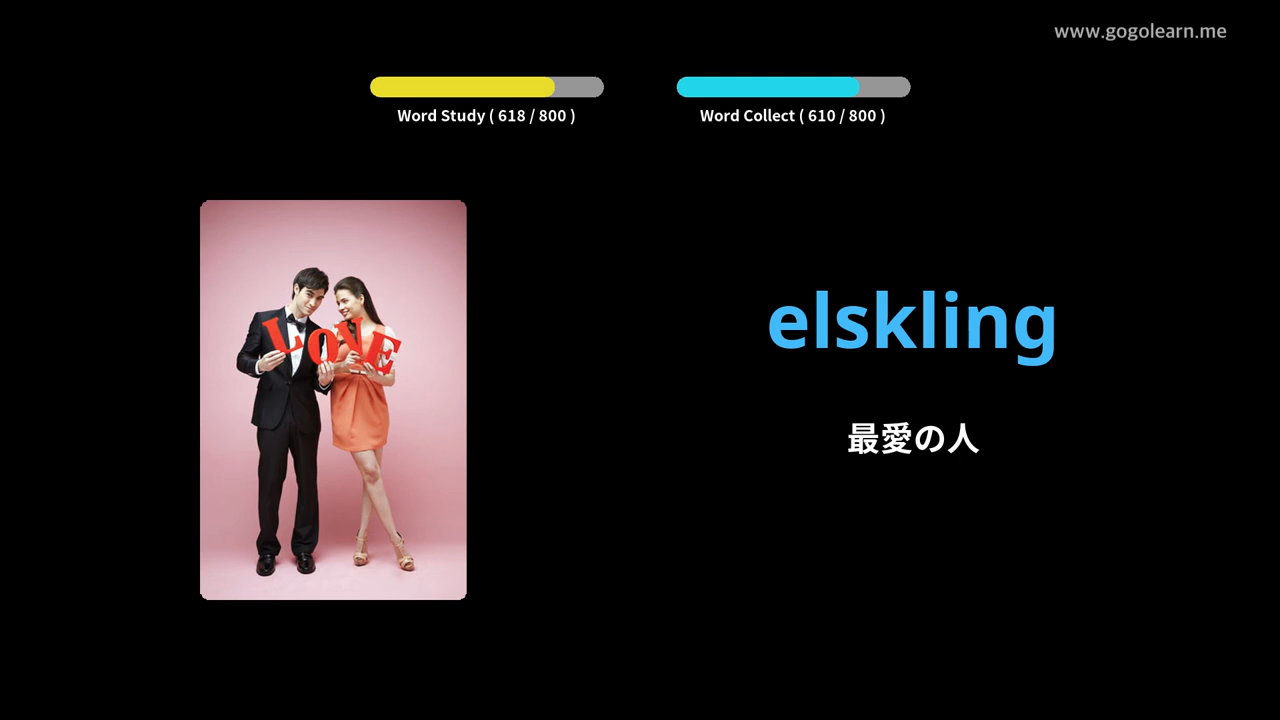 www.gogolearn.me
Word Study ( 618 / 800 )
Word Collect ( 610 / 800 )
LOVE
elskling
最愛の人